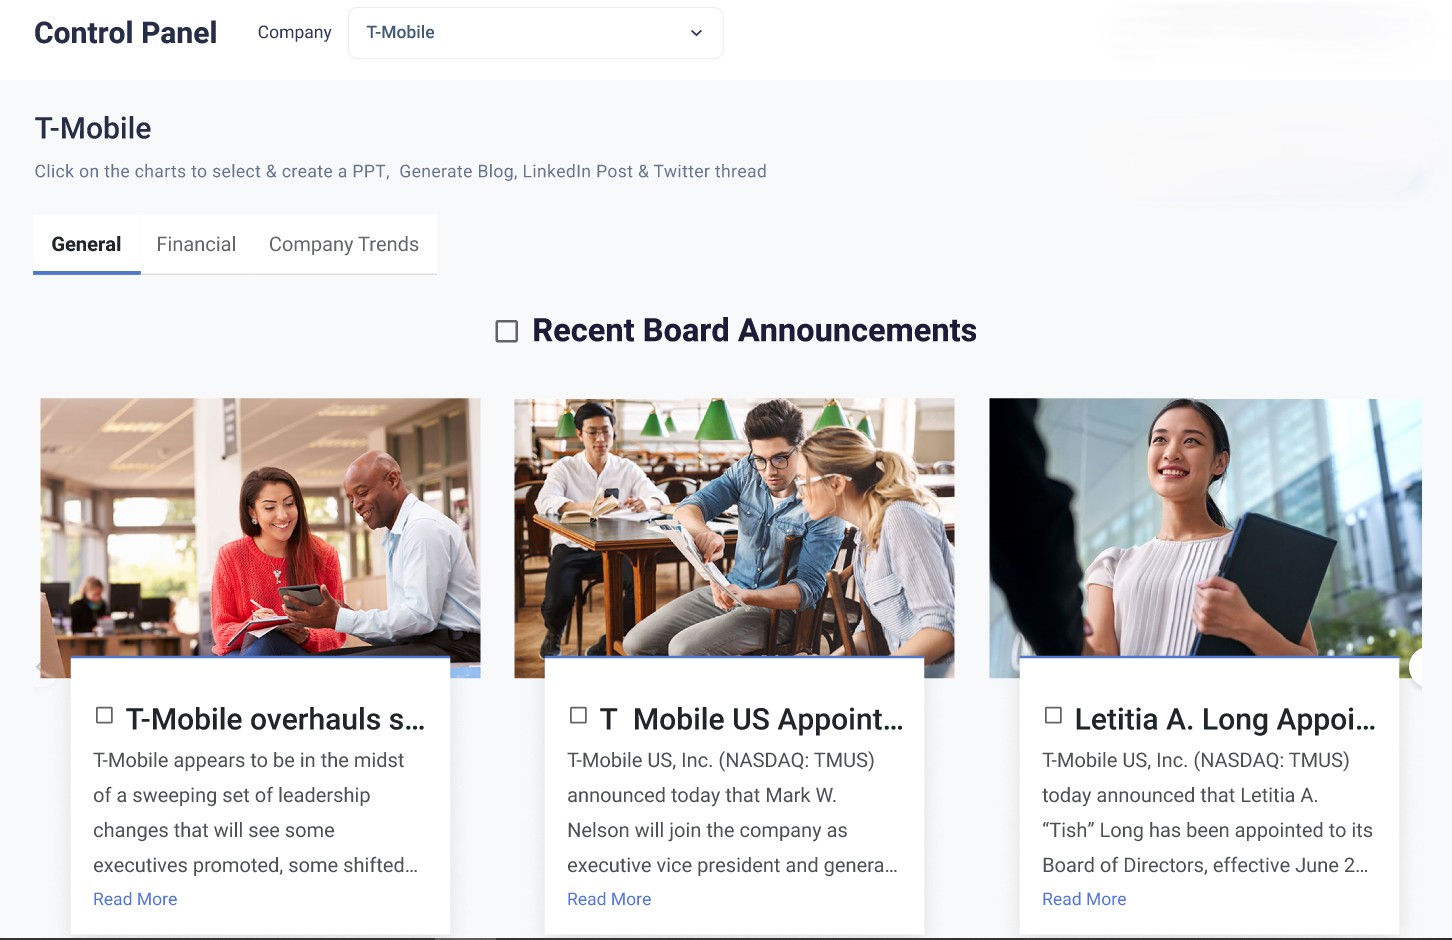 Control Panel
Company
T-Mobile
T-Mobile
Click on the charts to select & create a PPT,  Generate Blog, LinkedIn Post & Twitter thread
General
Financial
Company Trends
Recent Board Announcements
T-Mobile overhauls s...
T-Mobile appears to be in the midst
of a sweeping set of leadership
changes that will see some
executives promoted, some shifted...
Read More
T  Mobile US Appoint...
T-Mobile US, Inc. (NASDAQ: TMUS)
announced today that Mark W.
Nelson will join the company as
executive vice president and genera...
Read More
Letitia A. Long Appoi...
T-Mobile US, Inc. (NASDAQ: TMUS)
today announced that Letitia A.
“Tish” Long has been appointed to its
Board of Directors, effective June 2...
Read More